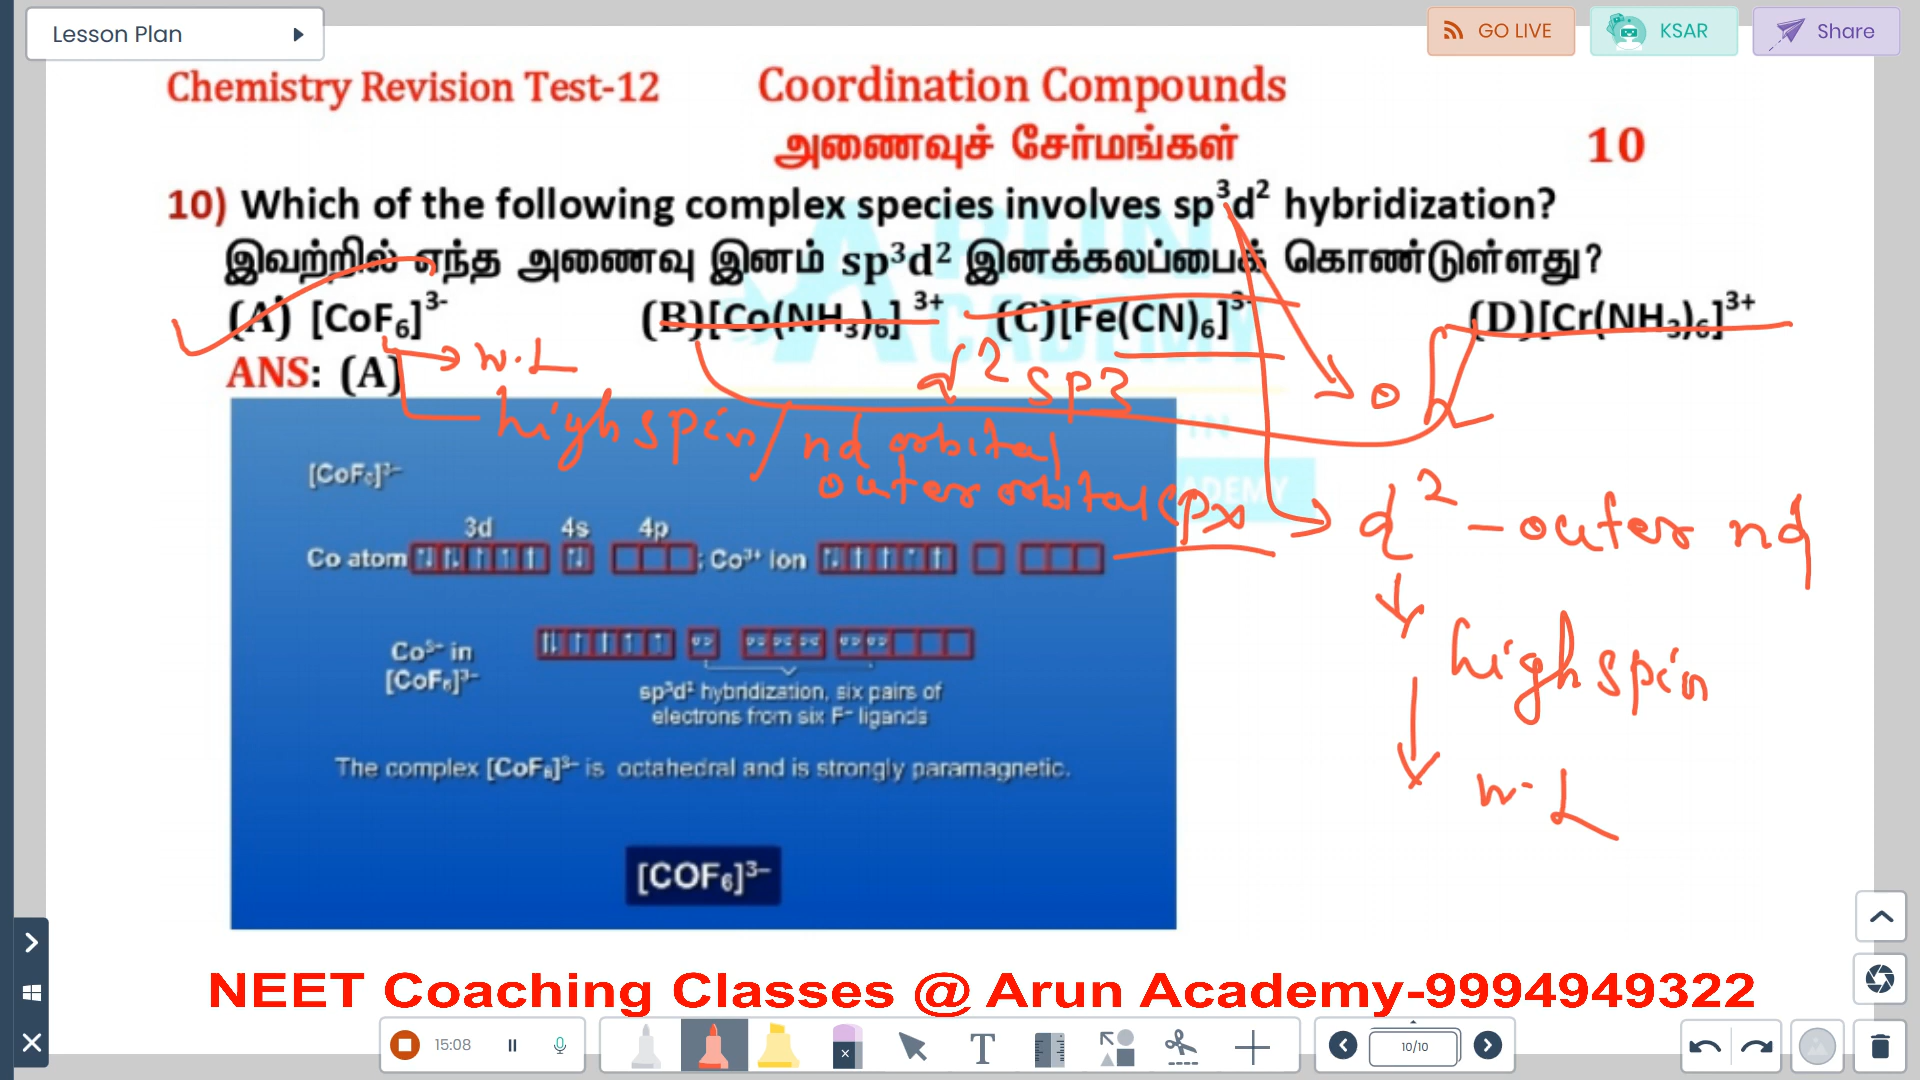 Lesson Plan
GO LIVE
KSAR
Share
Chemistry Revision Test-12
Coordination Compounds
அணைவுச் சேர்மங்கள்
10
10) Which of the following complex species involves sp³d² hybridization?
இவற்றில் எந்த அணைவு இனம் sp³d² இனக்கலப்பைக் கொண்டுள்ளது?
(A) [CoF₆]³⁻ (B)[Co(NH₃)₆] ³⁺ (C)[Fe(CN)₆]³⁻ (D)[Cr(NH₃)₆]³⁺
ANS: (A)
w.L
d² sp3
high spin/ nd orbital
outer orbital cpx
[CoF₆]³⁻
3d 4s 4p
Co atom ; Co³⁺ ion
Co³⁻ in
[CoF₆]³⁻
sp³d² hybridization, six pairs of
electrons from six F⁻ ligands
The complex [CoF₆]³⁻ is octahedral and is strongly paramagnetic.
[COF₆]³⁻
d² - outer nd
high spin
w.L
NEET Coaching Classes @ Arun Academy-9994949322
15:08
10/10